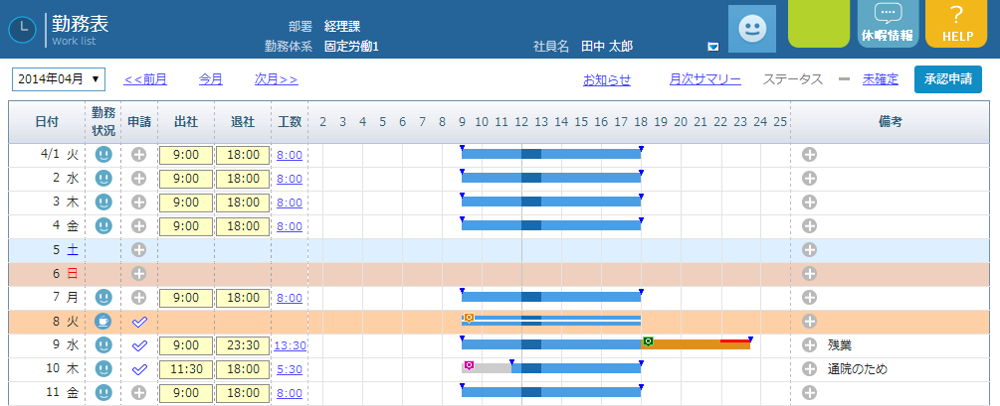 勤務表
Work list
部署 経理課
勤務体系 固定労働1
社員名 田中 太郎
休暇情報
?
HELP
2014年04月 ▼ <<前月 今月 次月>> お知らせ 月次サマリー ステータス ー 未確定 承認申請
日付 勤務状況 申請 出社 退社 工数 2 3 4 5 6 7 8 9 10 11 12 13 14 15 16 17 18 19 20 21 22 23 24 25 備考
4/1 火 9:00 18:00 8:00
2 水 9:00 18:00 8:00
3 木 9:00 18:00 8:00
4 金 9:00 18:00 8:00
5 土
6 日
7 月 9:00 18:00 8:00
8 火
9 水 9:00 23:30 13:30 残業
10 木 11:30 18:00 5:30 通院のため
11 金 9:00 18:00 8:00